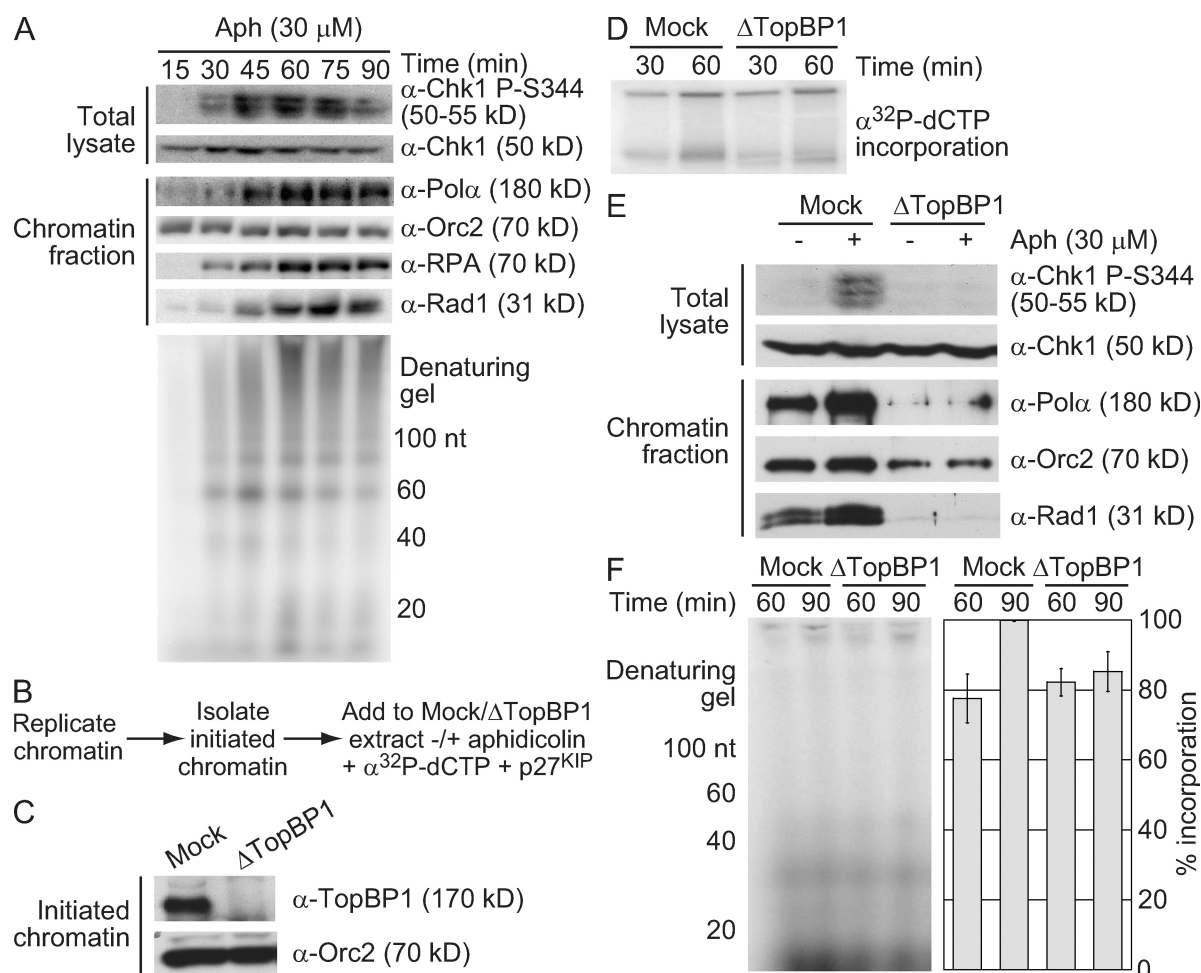 A
Aph (30 μM)
15 30 45 60 75 90 Time (min)
Total lysate
α-Chk1 P-S344 (50-55 kD)
α-Chk1 (50 kD)
Chromatin fraction
α-Polα (180 kD)
α-Orc2 (70 kD)
α-RPA (70 kD)
α-Rad1 (31 kD)
Denaturing gel
100 nt
60
40
20
B
Replicate chromatin
Isolate initiated chromatin
Add to Mock/ΔTopBP1 extract -/+ aphidicolin + α32P-dCTP + p27KIP
C
Mock ΔTopBP1
Initiated chromatin
α-TopBP1 (170 kD)
α-Orc2 (70 kD)
D
Mock ΔTopBP1
30 60 30 60 Time (min)
α32P-dCTP incorporation
E
Mock ΔTopBP1
- + - + Aph (30 μM)
Total lysate
α-Chk1 P-S344 (50-55 kD)
α-Chk1 (50 kD)
Chromatin fraction
α-Polα (180 kD)
α-Orc2 (70 kD)
α-Rad1 (31 kD)
F
Mock ΔTopBP1 Mock ΔTopBP1
Time (min) 60 90 60 90 60 90 60 90
Denaturing gel
100 nt
60
40
20
100
80
60
40
20
0
% incorporation